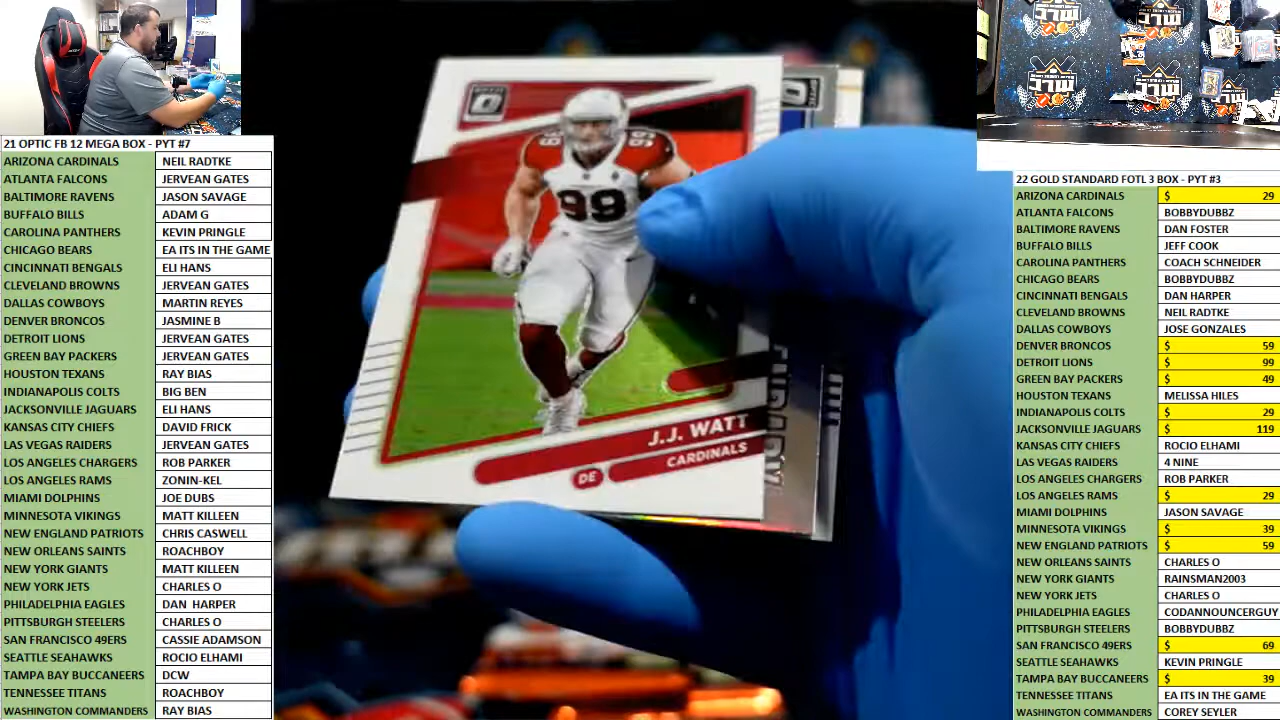 21 OPTIC FB 12 MEGA BOX - PYT #7
ARIZONA CARDINALS NEIL RADTKE
ATLANTA FALCONS JERVEAN GATES
BALTIMORE RAVENS JASON SAVAGE
BUFFALO BILLS ADAM G
CAROLINA PANTHERS KEVIN PRINGLE
CHICAGO BEARS EA ITS IN THE GAME
CINCINNATI BENGALS ELI HANS
CLEVELAND BROWNS JERVEAN GATES
DALLAS COWBOYS MARTIN REYES
DENVER BRONCOS JASMINE B
DETROIT LIONS JERVEAN GATES
GREEN BAY PACKERS JERVEAN GATES
HOUSTON TEXANS RAY BIAS
INDIANAPOLIS COLTS BIG BEN
JACKSONVILLE JAGUARS ELI HANS
KANSAS CITY CHIEFS DAVID FRICK
LAS VEGAS RAIDERS JERVEAN GATES
LOS ANGELES CHARGERS ROB PARKER
LOS ANGELES RAMS ZONIN-KEL
MIAMI DOLPHINS JOE DUBS
MINNESOTA VIKINGS MATT KILLEEN
NEW ENGLAND PATRIOTS CHRIS CASWELL
NEW ORLEANS SAINTS ROACHBOY
NEW YORK GIANTS MATT KILLEEN
NEW YORK JETS CHARLES O
PHILADELPHIA EAGLES DAN HARPER
PITTSBURGH STEELERS CHARLES O
SAN FRANCISCO 49ERS CASSIE ADAMSON
SEATTLE SEAHAWKS ROCIO ELHAMI
TAMPA BAY BUCCANEERS DCW
TENNESSEE TITANS ROACHBOY
WASHINGTON COMMANDERS RAY BIAS
OPTIC
99
99
99
J.J. WATT
DE CARDINALS
22 GOLD STANDARD FOTL 3 BOX - PYT #3
ARIZONA CARDINALS $ 29
ATLANTA FALCONS BOBBYDUBBZ
BALTIMORE RAVENS DAN FOSTER
BUFFALO BILLS JEFF COOK
CAROLINA PANTHERS COACH SCHNEIDER
CHICAGO BEARS BOBBYDUBBZ
CINCINNATI BENGALS DAN HARPER
CLEVELAND BROWNS NEIL RADTKE
DALLAS COWBOYS JOSE GONZALES
DENVER BRONCOS $ 59
DETROIT LIONS $ 99
GREEN BAY PACKERS $ 49
HOUSTON TEXANS MELISSA HILES
INDIANAPOLIS COLTS $ 29
JACKSONVILLE JAGUARS $ 119
KANSAS CITY CHIEFS ROCIO ELHAMI
LAS VEGAS RAIDERS 4 NINE
LOS ANGELES CHARGERS ROB PARKER
LOS ANGELES RAMS $ 29
MIAMI DOLPHINS JASON SAVAGE
MINNESOTA VIKINGS $ 39
NEW ENGLAND PATRIOTS $ 59
NEW ORLEANS SAINTS CHARLES O
NEW YORK GIANTS RAINSMAN2003
NEW YORK JETS CHARLES O
PHILADELPHIA EAGLES CODANNOUNCERGUY
PITTSBURGH STEELERS BOBBYDUBBZ
SAN FRANCISCO 49ERS $ 69
SEATTLE SEAHAWKS KEVIN PRINGLE
TAMPA BAY BUCCANEERS $ 39
TENNESSEE TITANS EA ITS IN THE GAME
WASHINGTON COMMANDERS COREY SEYLER